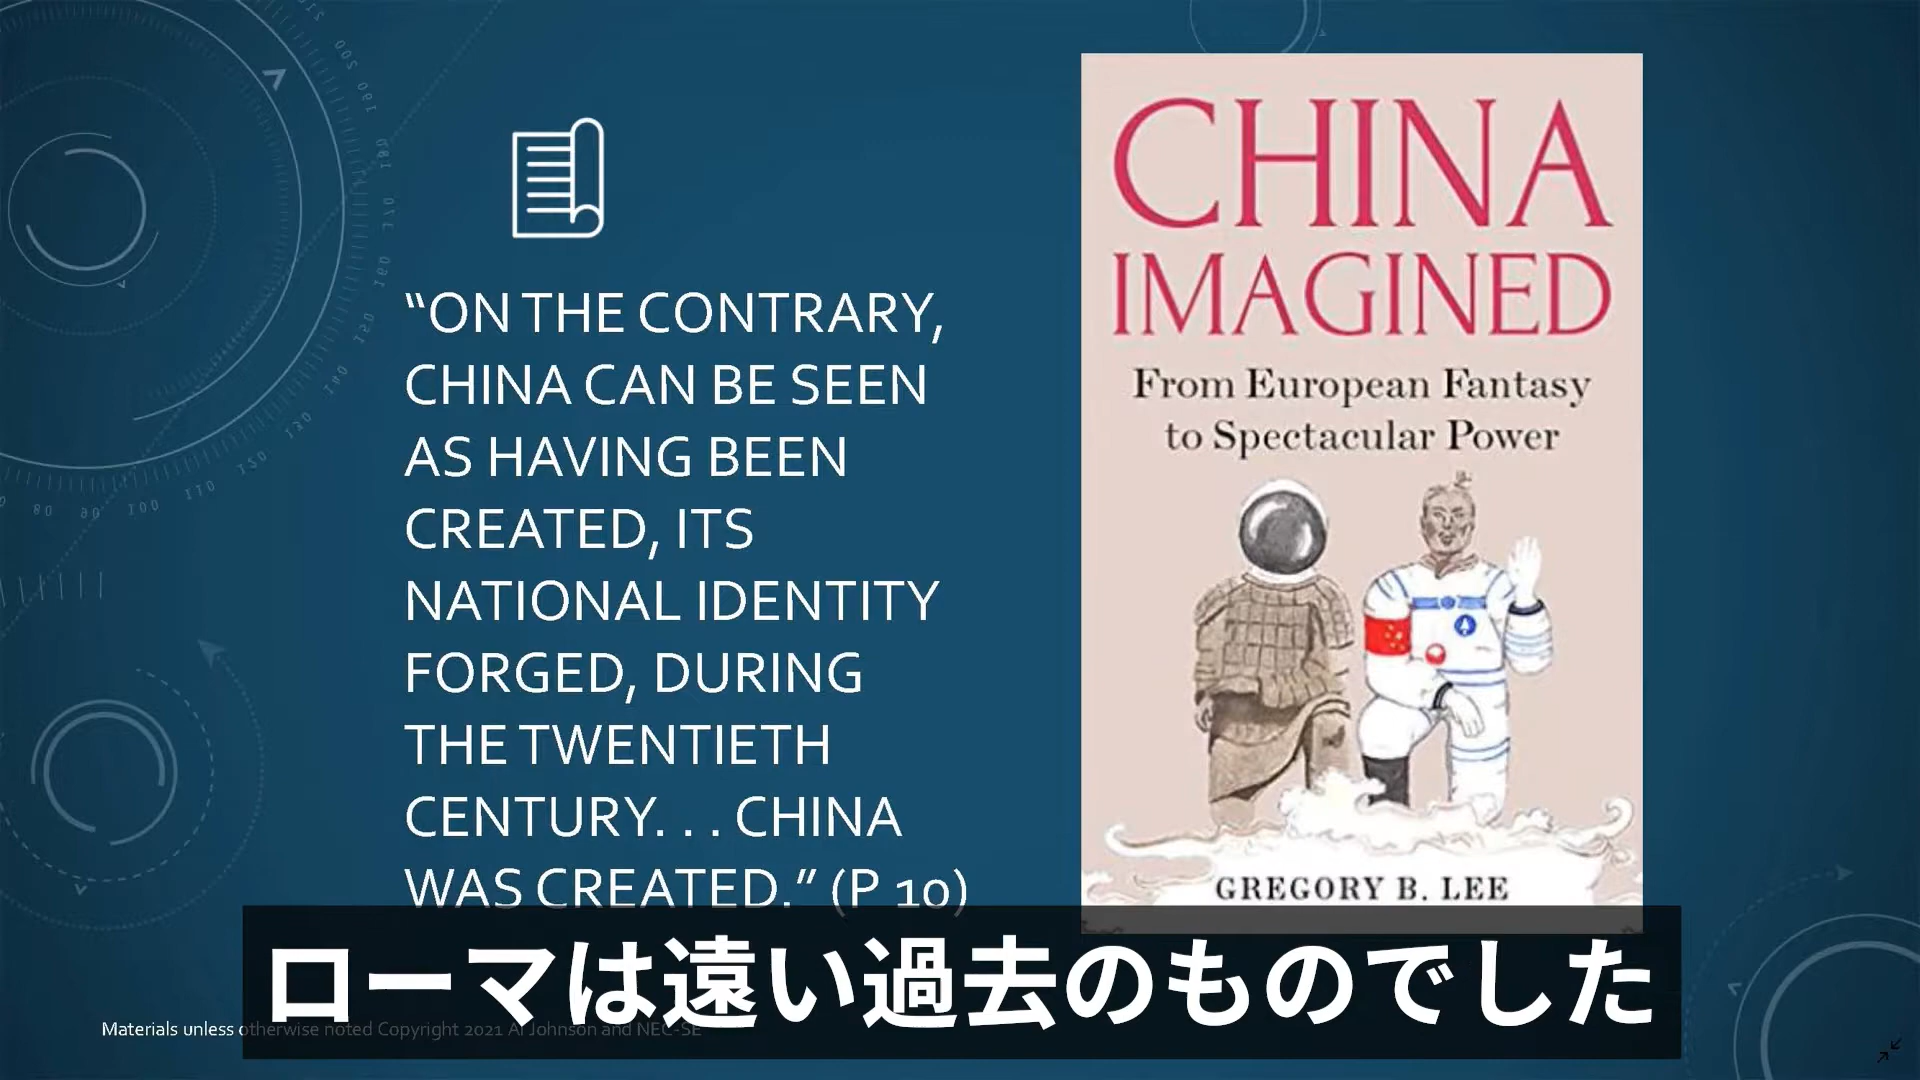 “ON THE CONTRARY,
CHINA CAN BE SEEN
AS HAVING BEEN
CREATED, ITS
NATIONAL IDENTITY
FORGED, DURING
THE TWENTIETH
CENTURY. . . CHINA
WAS CREATED.” (P 10)
CHINA
IMAGINED
From European Fantasy
to Spectacular Power
GREGORY B. LEE
ローマは遠い過去のものでした
Materials unless otherwise noted Copyright 2021 Al Johnson and NEC-SE